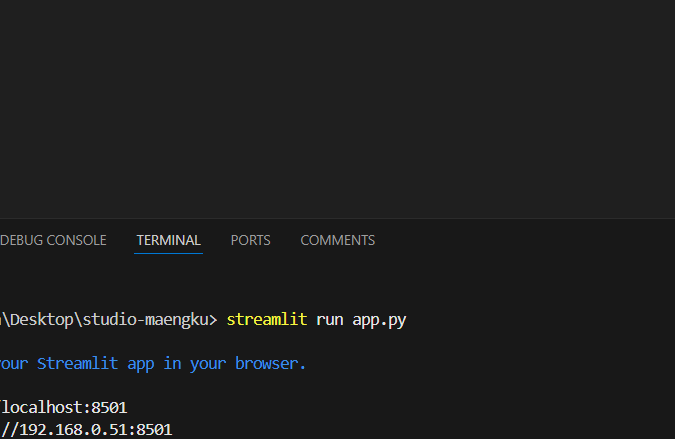 DEBUG CONSOLE TERMINAL PORTS COMMENTS
\Desktop\studio-maengku> streamlit run app.py
your Streamlit app in your browser.
localhost:8501
//192.168.0.51:8501